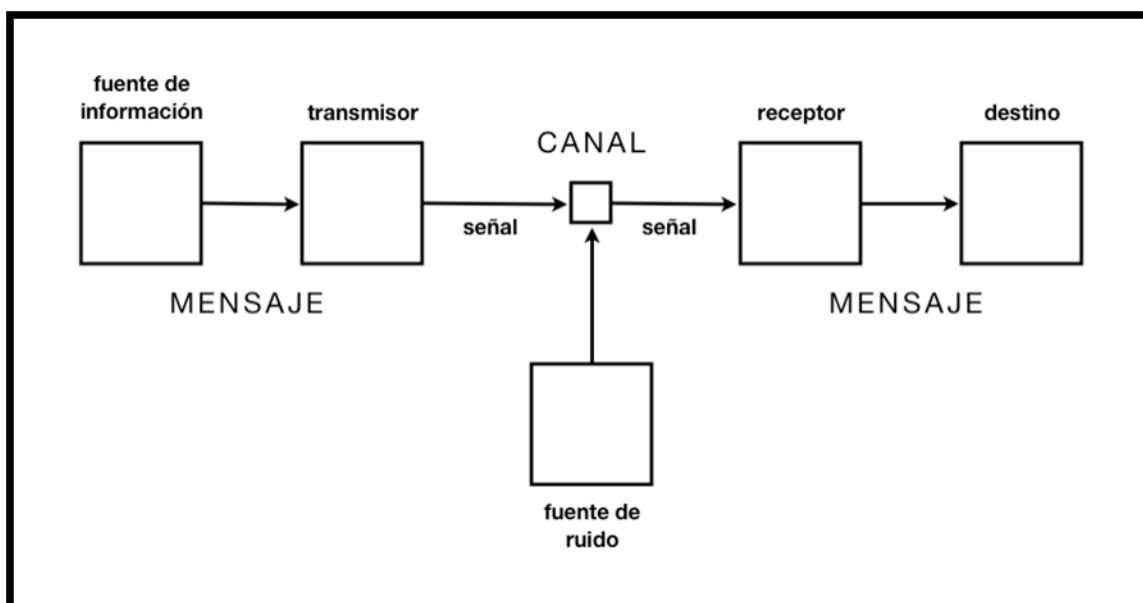 fuente de
información
transmisor
CANAL
receptor
destino
señal
señal
MENSAJE
MENSAJE
fuente de
ruido